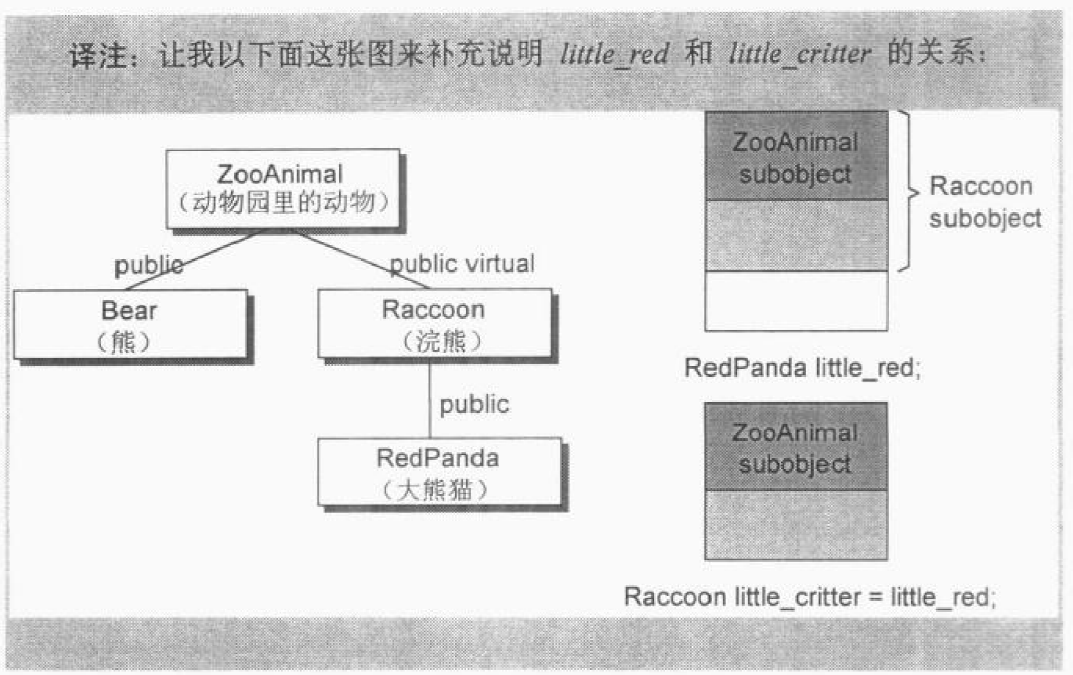 译注：让我以下面这张图来补充说明 little_red 和 little_critter 的关系：
ZooAnimal
（动物园里的动物）
public
public virtual
Bear
（熊）
Raccoon
（浣熊）
public
RedPanda
（大熊猫）
ZooAnimal
subobject
Raccoon
subobject
RedPanda little_red;
ZooAnimal
subobject
Raccoon little_critter = little_red;